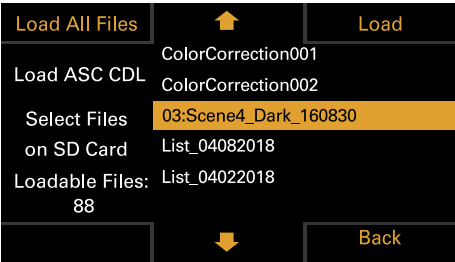 Load All Files
Load
Load ASC CDL
Select Files
on SD Card
Loadable Files:
88
ColorCorrection001
ColorCorrection002
03:Scene4_Dark_160830
List_04082018
List_04022018
Back